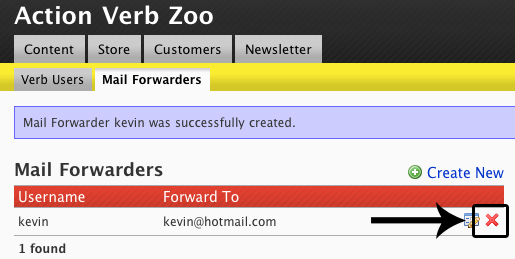 Action Verb Zoo
Content Store Customers Newsletter
Verb Users Mail Forwarders
Mail Forwarder kevin was successfully created.
Mail Forwarders Create New
Username Forward To
kevin kevin@hotmail.com
1 found